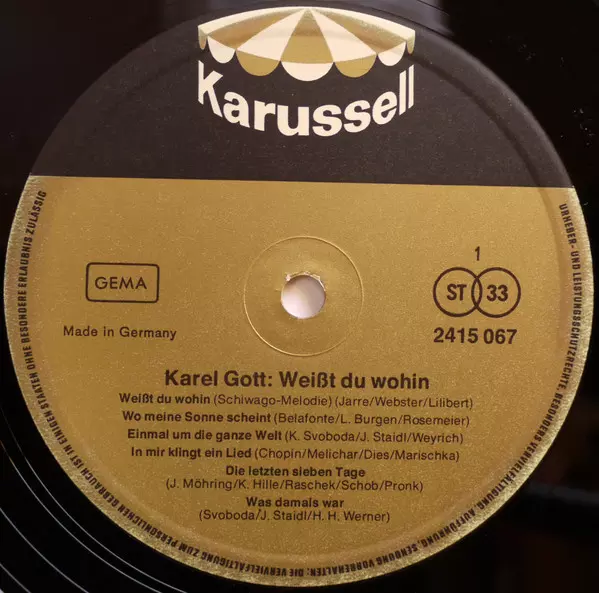 Karussell
GEMA
Made in Germany
1
ST 33
2415 067
Karel Gott: Weißt du wohin
Weißt du wohin (Schiwago-Melodie) (Jarre/Webster/Lilibert)
Wo meine Sonne scheint (Belafonte/L. Burgen/Rosemeier)
Einmal um die ganze Welt (K. Svoboda/J. Staidl/Weyrich)
In mir klingt ein Lied (Chopin/Melichar/Dies/Marischka)
Die letzten sieben Tage
(J. Möhring/K. Hille/Raschek/Schob/Pronk)
Was damals war
(Svoboda/J. Staidl/H. H. Werner)
URHEBER- UND LEISTUNGSSCHUTZRECHTE, BESONDERS VERVIELFÄLTIGUNG, AUFFÜHRUNG, SENDUNG VORBEHALTEN; DIE VERVIELFÄLTIGUNG ZUM PERSÖNLICHEN GEBRAUCH IST IN EINIGEN STAATEN OHNE BESONDERE ERLAUBNIS ZULÄSSIG